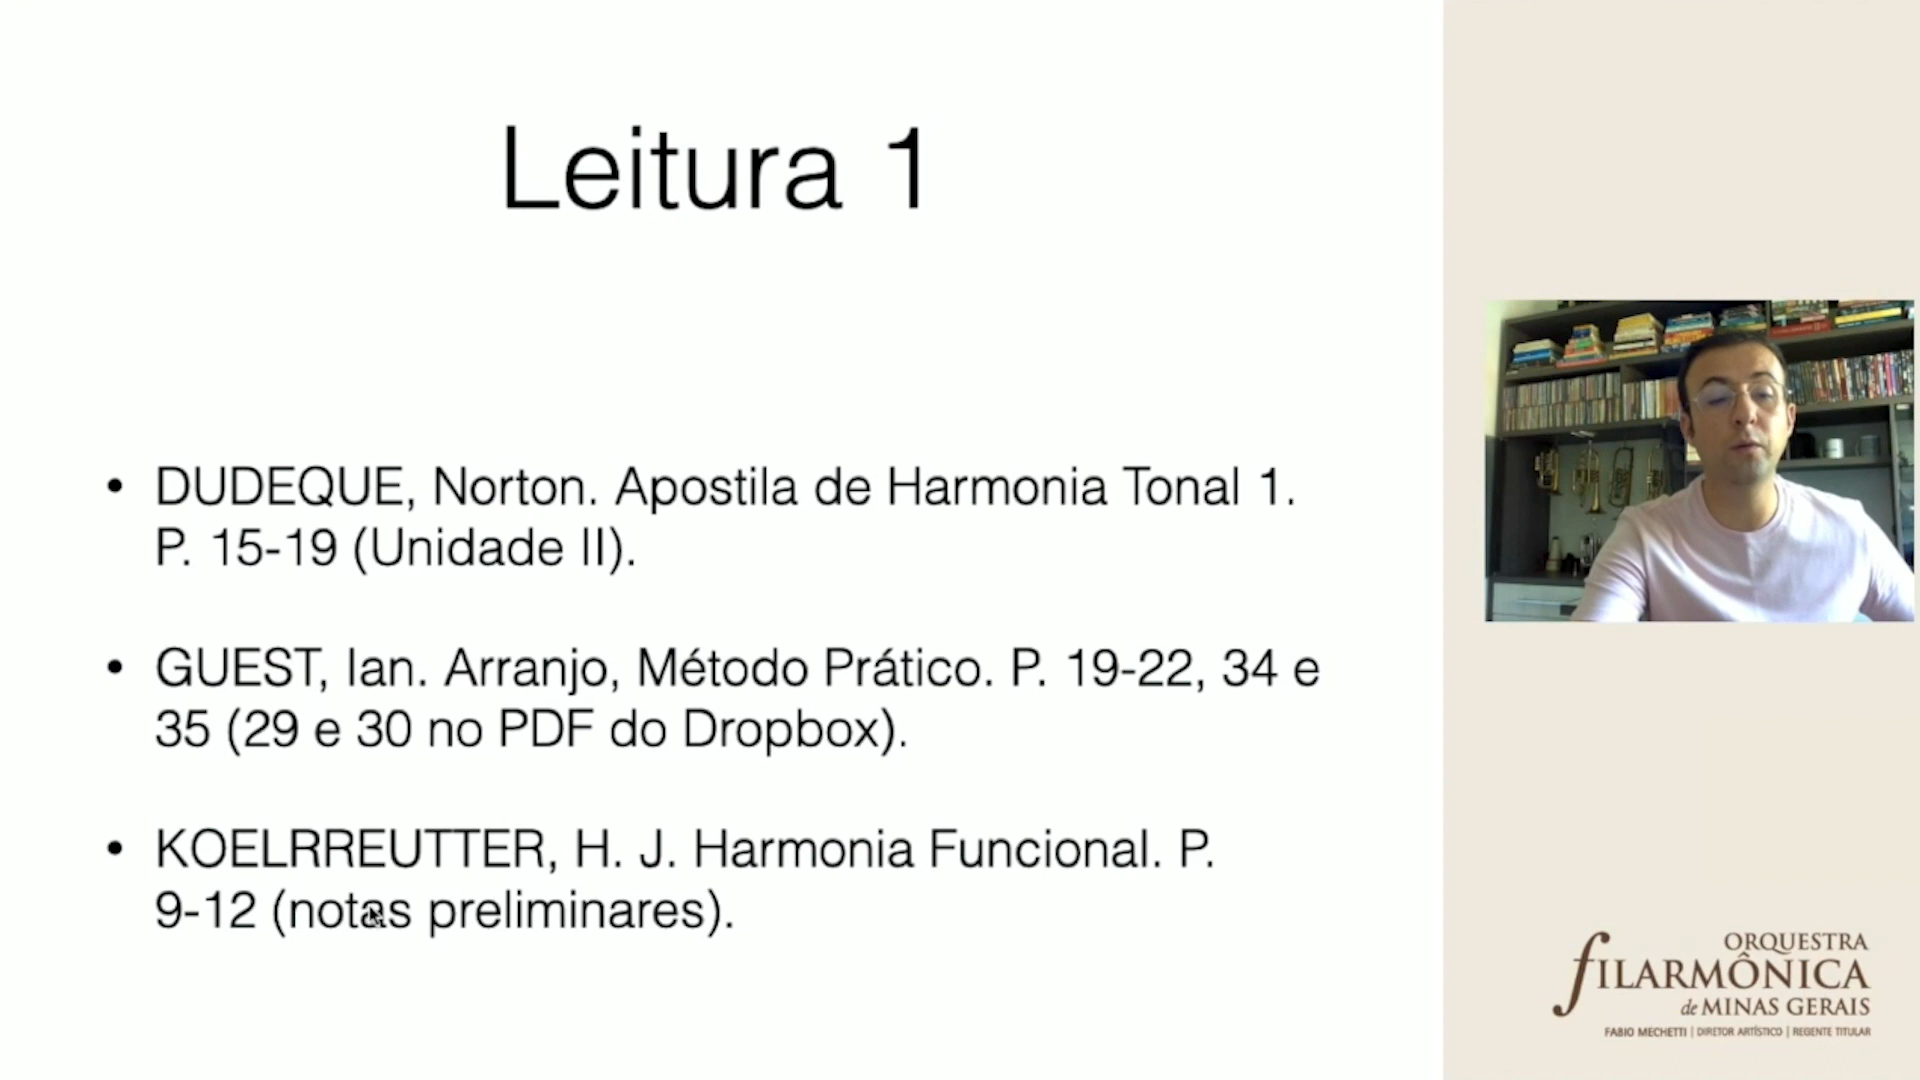 Leitura 1
• DUDEQUE, Norton. Apostila de Harmonia Tonal 1.
P. 15-19 (Unidade II).
• GUEST, Ian. Arranjo, Método Prático. P. 19-22, 34 e
35 (29 e 30 no PDF do Dropbox).
• KOELRREUTTER, H. J. Harmonia Funcional. P.
9-12 (notas preliminares).
ORQUESTRA
FILARMÔNICA
de MINAS GERAIS
FABIO MECHETTI | DIRETOR ARTÍSTICO | REGENTE TITULAR